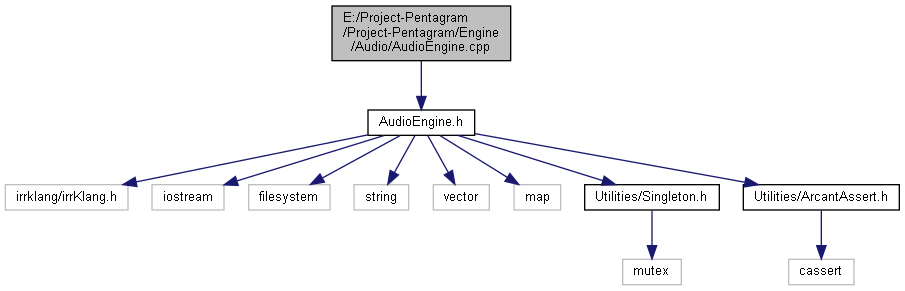 E:/Project-Pentagram
/Project-Pentagram/Engine
/Audio/AudioEngine.cpp
AudioEngine.h
irrklang/irrKlang.h
iostream
filesystem
string
vector
map
Utilities/Singleton.h
Utilities/ArcantAssert.h
mutex
cassert